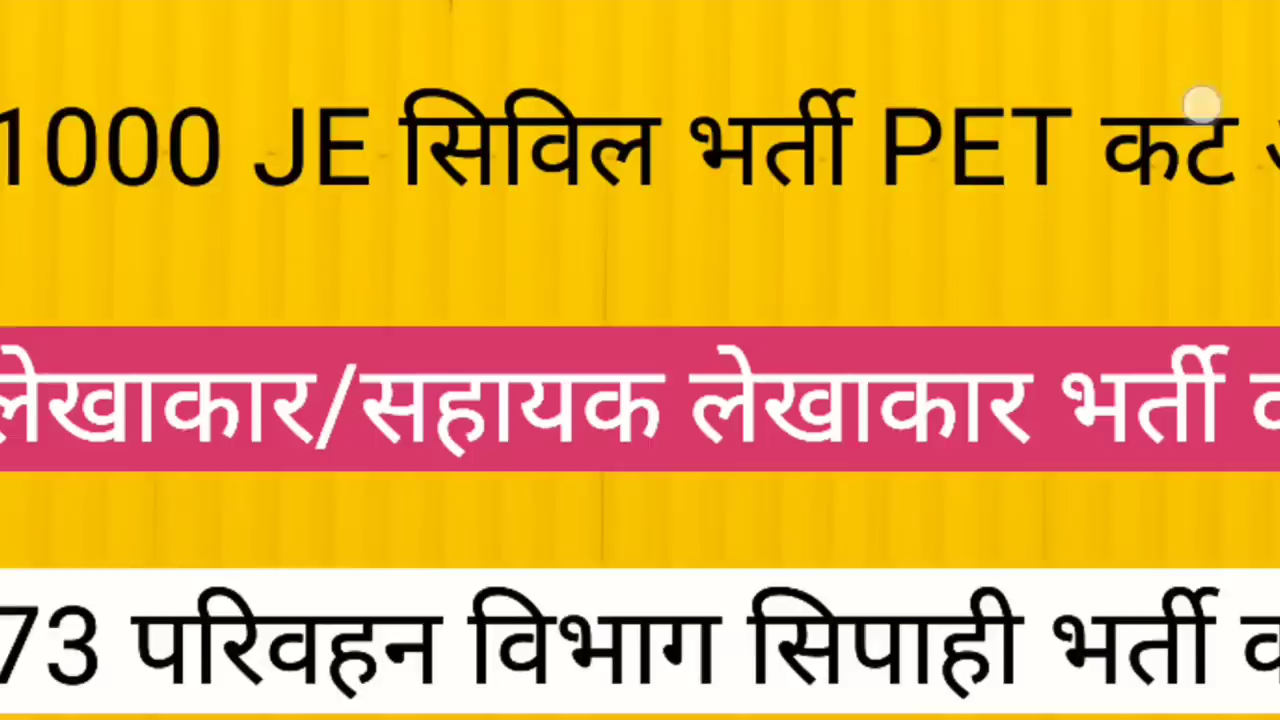 1000 JE सिविल भर्ती PET कट
लेखाकार/सहायक लेखाकार भर्ती
73 परिवहन विभाग सिपाही भर्ती